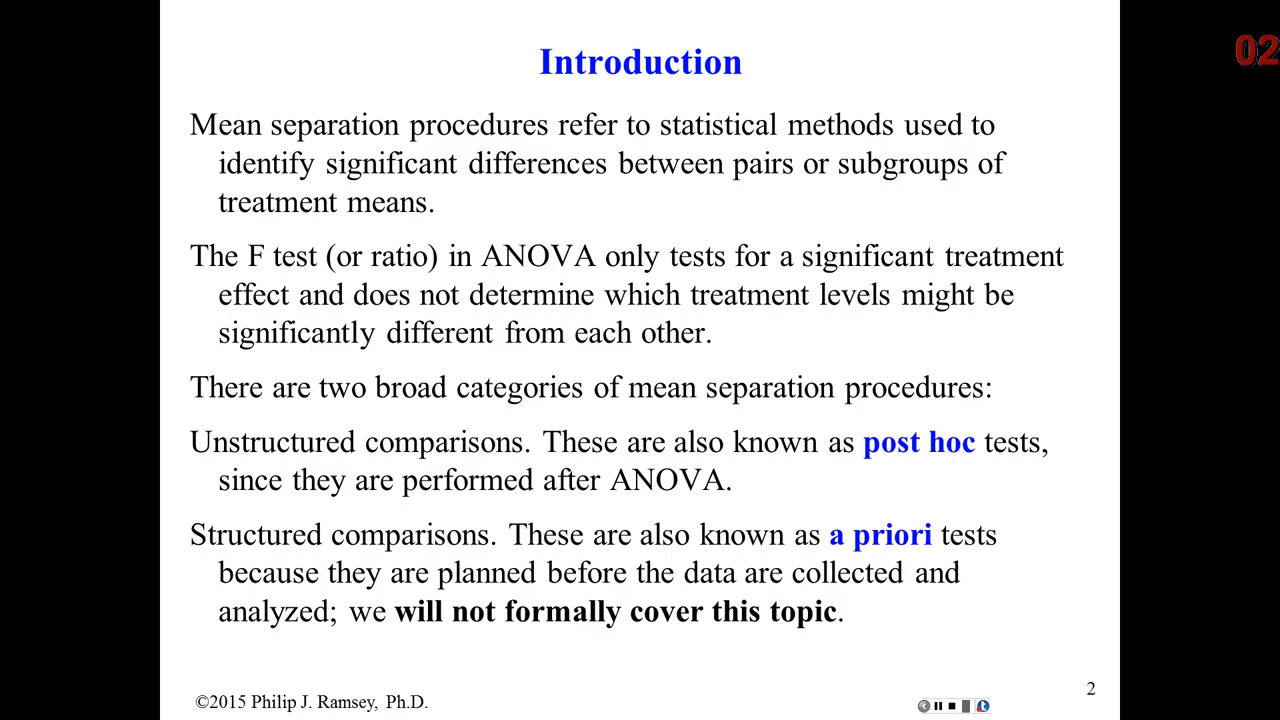 Introduction
02
Mean separation procedures refer to statistical methods used to
identify significant differences between pairs or subgroups of
treatment means.
The F test (or ratio) in ANOVA only tests for a significant treatment
effect and does not determine which treatment levels might be
significantly different from each other.
There are two broad categories of mean separation procedures:
Unstructured comparisons. These are also known as post hoc tests,
since they are performed after ANOVA.
Structured comparisons. These are also known as a priori tests
because they are planned before the data are collected and
analyzed; we will not formally cover this topic.
©2015 Philip J. Ramsey, Ph.D.
2